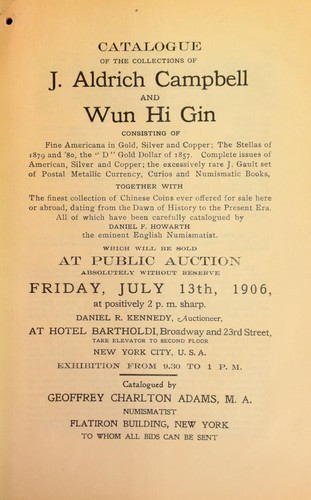 CATALOGUE
OF THE COLLECTIONS OF
J. Aldrich Campbell
AND
Wun Hi Gin
CONSISTING OF
Fine Americana in Gold, Silver and Copper; The Stellas of
1879 and '80, the "D" Gold Dollar of 1857. Complete issues of
American, Silver and Copper; the excessively rare J. Gault set
of Postal Metallic Currency, Curios and Numismatic Books,
TOGETHER WITH
The finest collection of Chinese Coins ever offered for sale here
or abroad, dating from the Dawn of History to the Present Era.
All of which have been carefully catalogued by
DANIEL F. HOWARTH
the eminent English Numismatist.
WHICH WILL BE SOLD
AT PUBLIC AUCTION
ABSOLUTELY WITHOUT RESERVE
FRIDAY, JULY 13th, 1906,
at positively 2 p. m. sharp.
DANIEL R. KENNEDY, Auctioneer,
AT HOTEL BARTHOLDI, Broadway and 23rd Street,
TAKE ELEVATOR TO SECOND FLOOR
NEW YORK CITY, U. S. A.
EXHIBITION FROM 9.30 TO 1 P. M.
Catalogued by
GEOFFREY CHARLTON ADAMS, M. A.
NUMISMATIST
FLATIRON BUILDING, NEW YORK
TO WHOM ALL BIDS CAN BE SENT